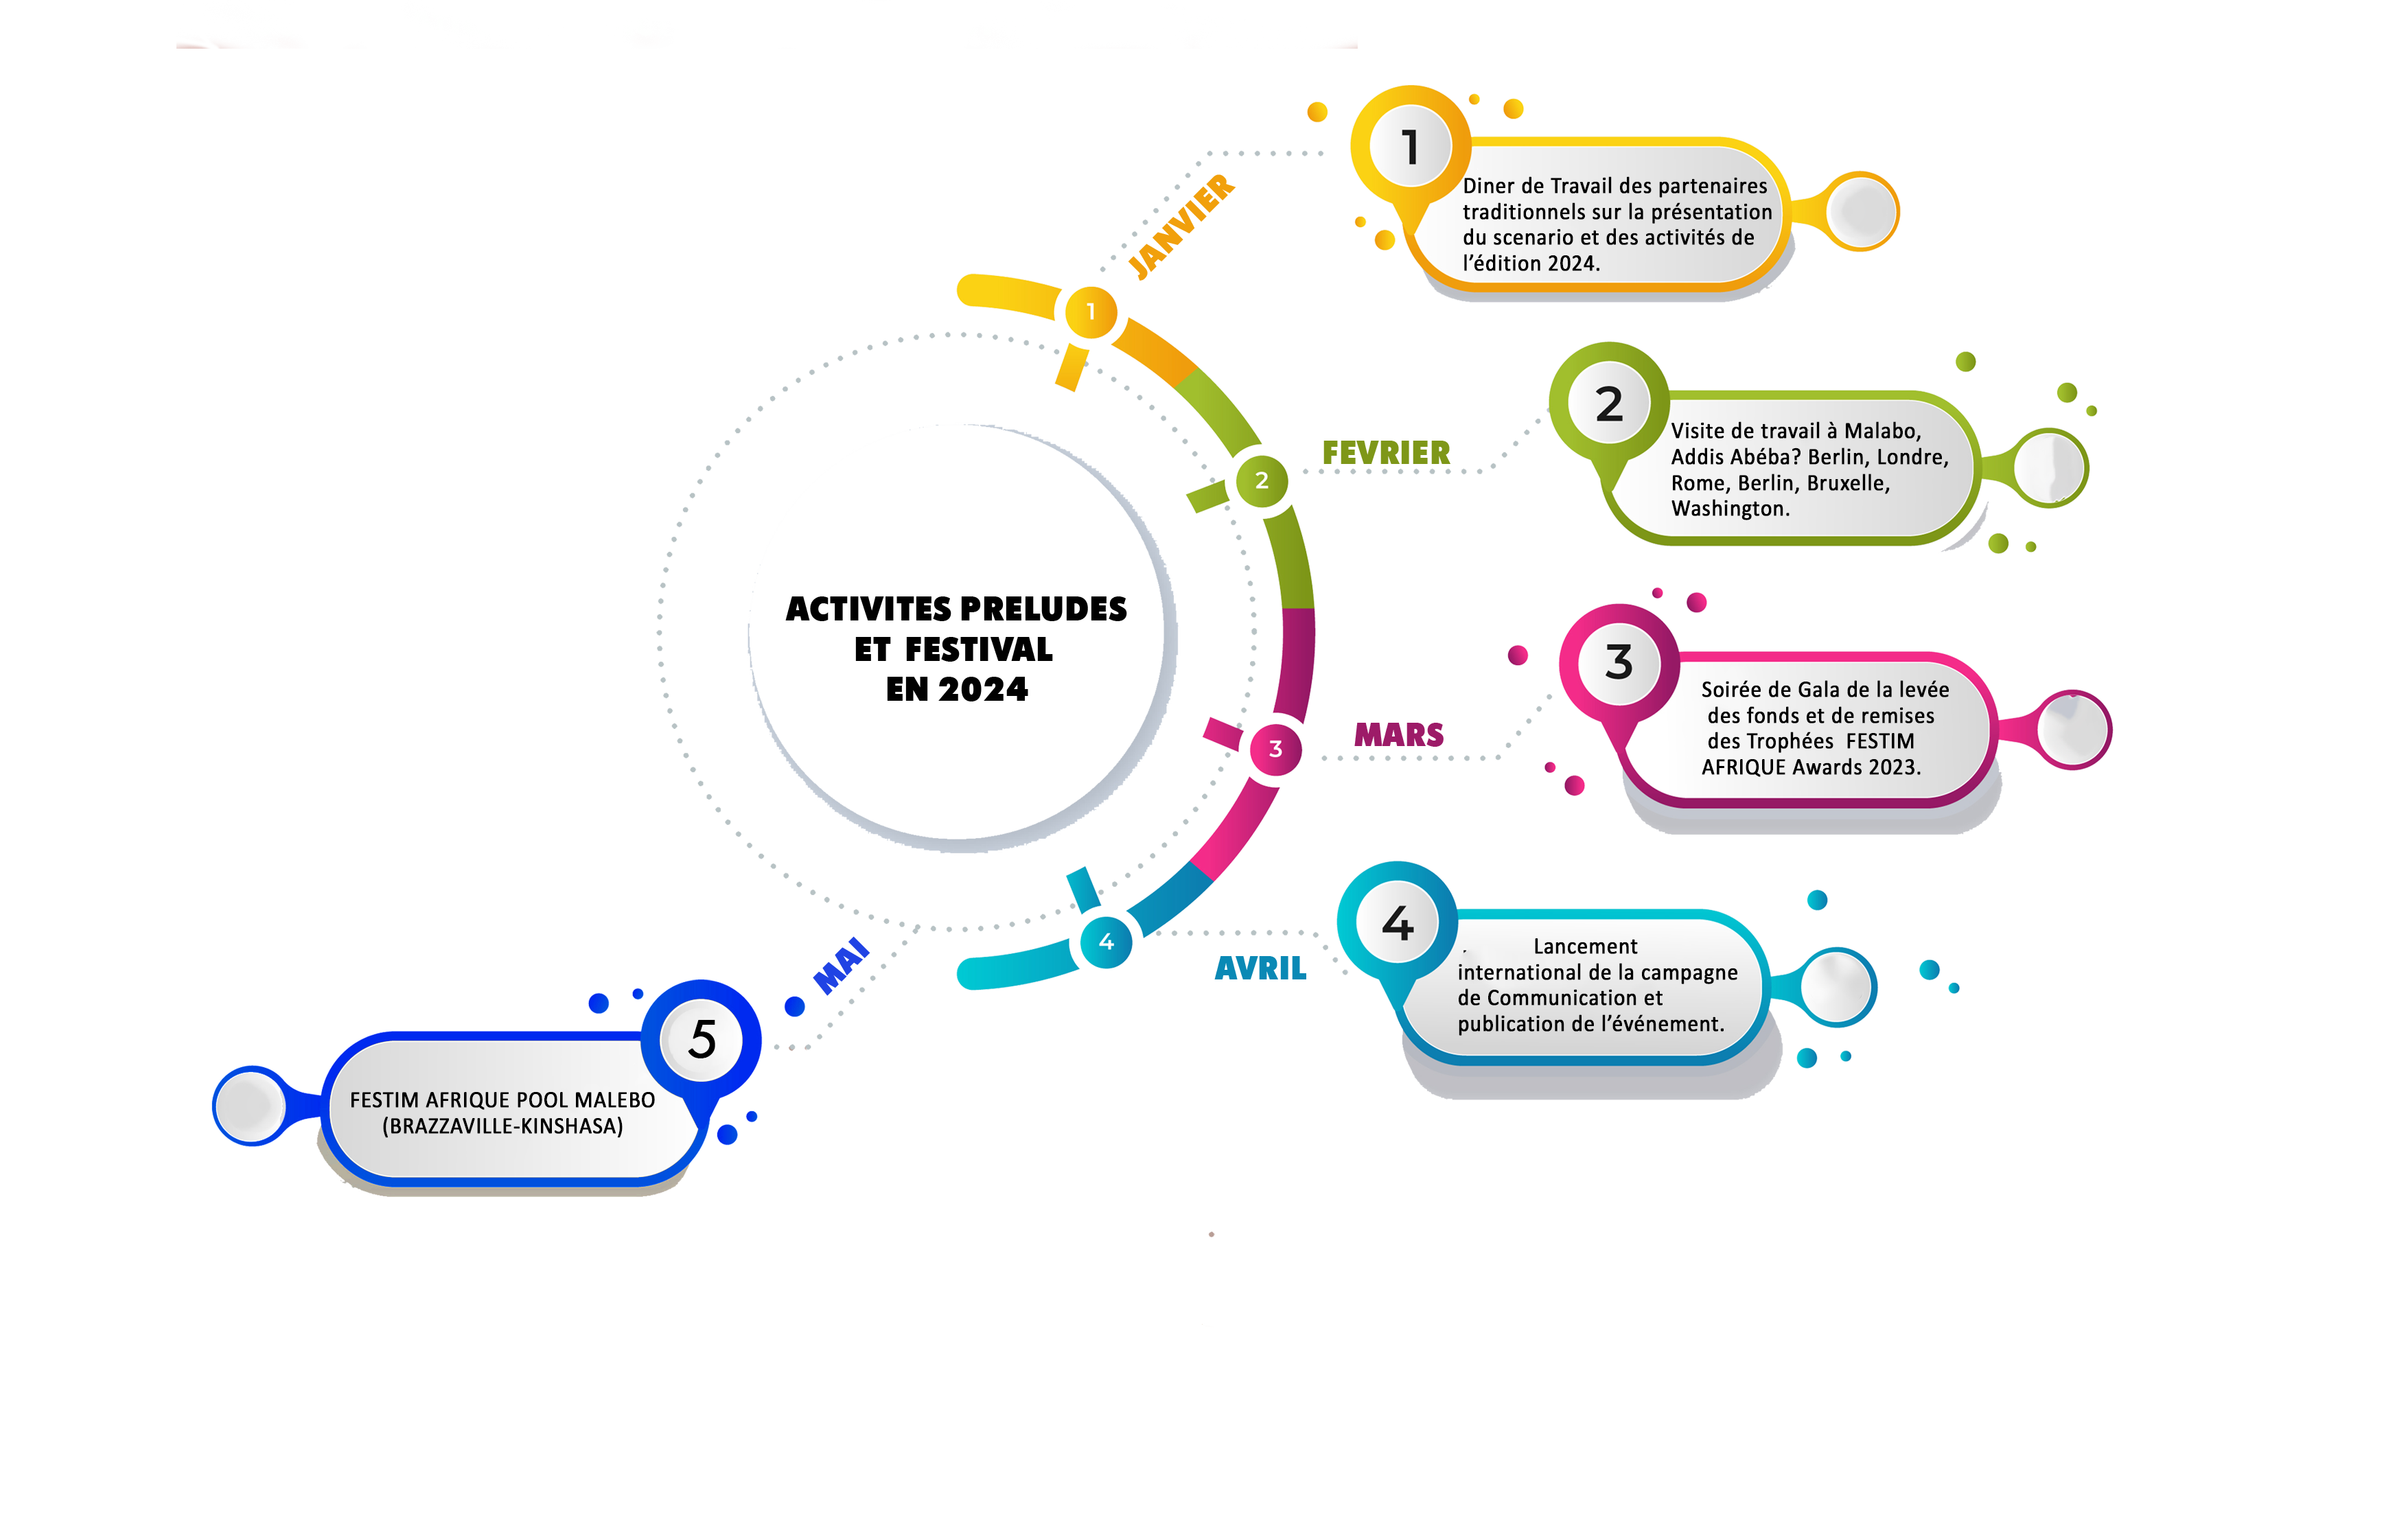 ACTIVITES PRELUDES
ET FESTIVAL
EN 2024
JANVIER
1
1
Diner de Travail des partenaires
traditionnels sur la présentation
du scenario et des activités de
l’édition 2024.
FEVRIER
2
2
Visite de travail à Malabo,
Addis Abéba? Berlin, Londre,
Rome, Berlin, Bruxelle,
Washington.
MARS
3
3
Soirée de Gala de la levée
des fonds et de remises
des Trophées FESTIM
AFRIQUE Awards 2023.
AVRIL
4
4
Lancement
international de la campagne
de Communication et
publication de l’événement.
MAI
5
FESTIM AFRIQUE POOL MALEBO
(BRAZZAVILLE-KINSHASA)